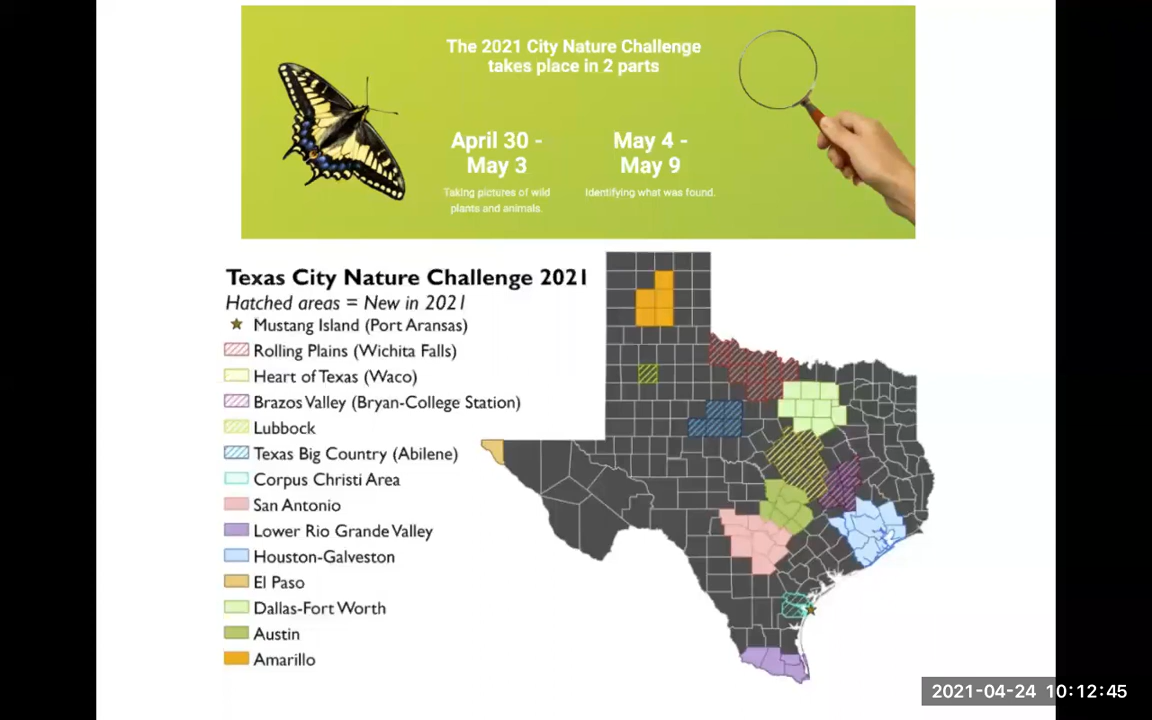 The 2021 City Nature Challenge
takes place in 2 parts
April 30 -
May 3
Taking pictures of wild
plants and animals.
May 4 -
May 9
Identifying what was found.
Texas City Nature Challenge 2021
Hatched areas = New in 2021
Mustang Island (Port Aransas)
Rolling Plains (Wichita Falls)
Heart of Texas (Waco)
Brazos Valley (Bryan-College Station)
Lubbock
Texas Big Country (Abilene)
Corpus Christi Area
San Antonio
Lower Rio Grande Valley
Houston-Galveston
El Paso
Dallas-Fort Worth
Austin
Amarillo
2021-04-24 10:12:45